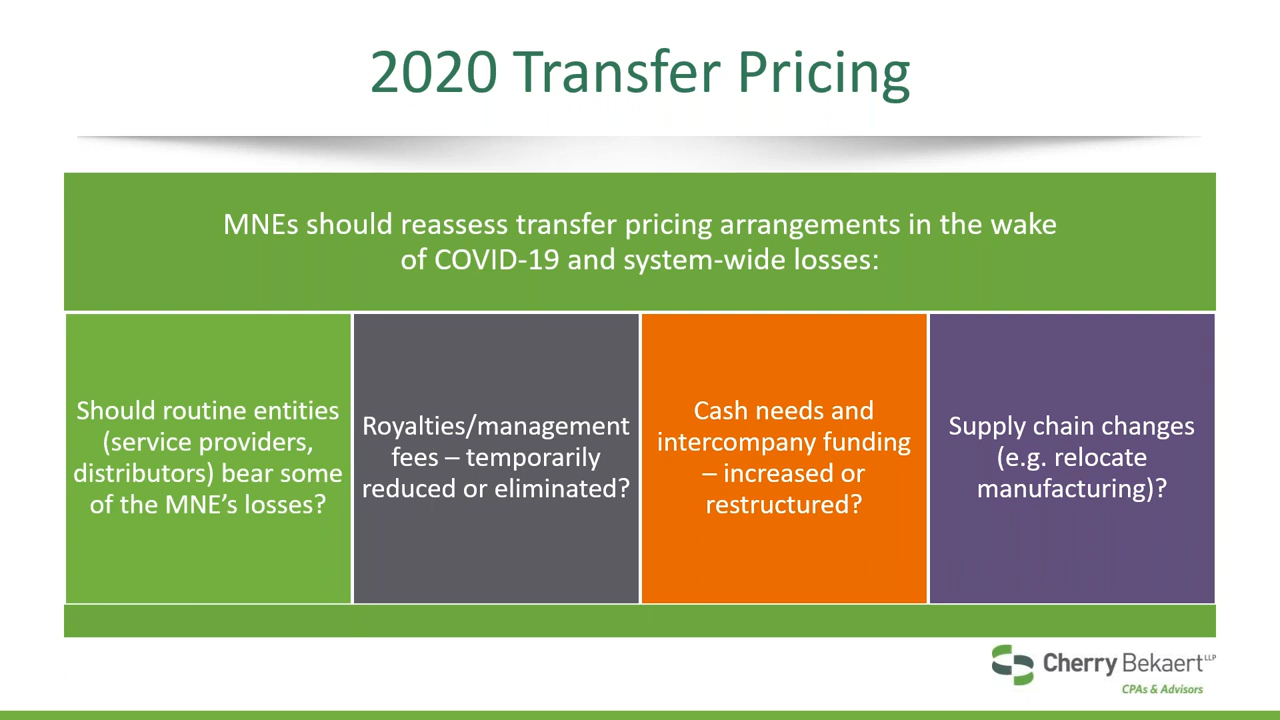 2020 Transfer Pricing
MNEs should reassess transfer pricing arrangements in the wake
of COVID-19 and system-wide losses:
Should routine entities
(service providers,
distributors) bear some
of the MNE’s losses?
Royalties/management
fees – temporarily
reduced or eliminated?
Cash needs and
intercompany funding
– increased or
restructured?
Supply chain changes
(e.g. relocate
manufacturing)?
Cherry Bekaert LLP
CPAs & Advisors